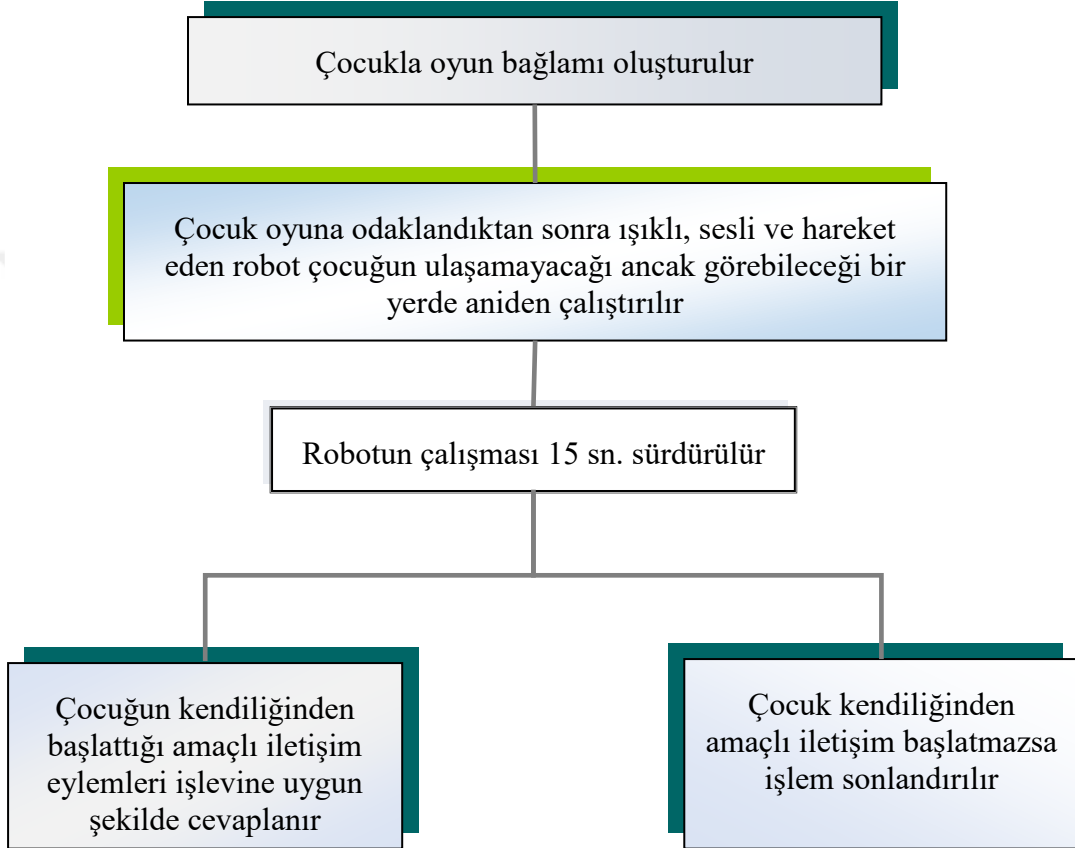 Çocukla oyun bağlamı oluşturulur
Çocuk oyuna odaklandıktan sonra ışıklı, sesli ve hareket
eden robot çocuğun ulaşamayacağı ancak görebileceği bir
yerde aniden çalıştırılır
Robotun çalışması 15 sn. sürdürülür
Çocuğun kendiliğinden
başlattığı amaçlı iletişim
eylemleri işlevine uygun
şekilde cevaplanır
Çocuk kendiliğinden
amaçlı iletişim başlatmazsa
işlem sonlandırılır